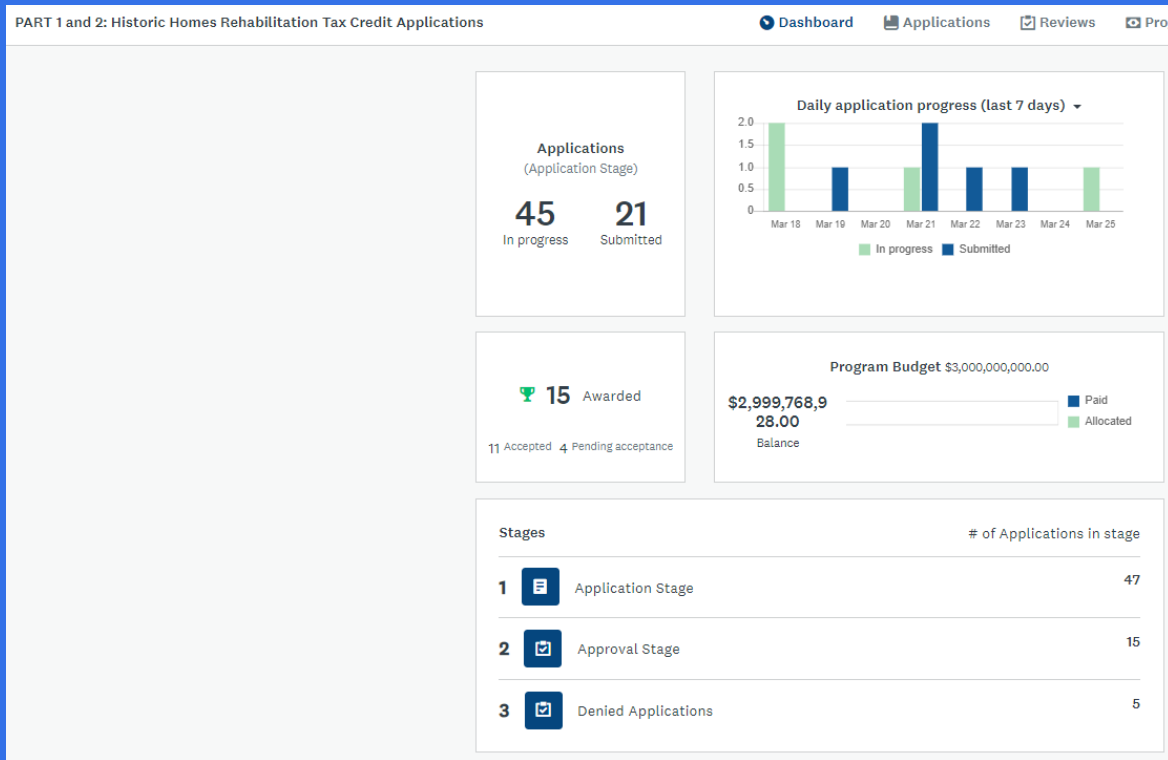 PART 1 and 2: Historic Homes Rehabilitation Tax Credit Applications
Dashboard
Applications
Reviews
Pro
Applications
(Application Stage)
45
21
In progress
Submitted
Daily application progress (last 7 days)
2.0
1.5
1.0
0.5
0
Mar 18 Mar 19 Mar 20 Mar 21 Mar 22 Mar 23 Mar 24 Mar 25
In progress Submitted
15 Awarded
11 Accepted 4 Pending acceptance
Program Budget $3,000,000,000.00
$2,999,768,9
28.00
Balance
Paid
Allocated
Stages
# of Applications in stage
1 Application Stage 47
2 Approval Stage 15
3 Denied Applications 5